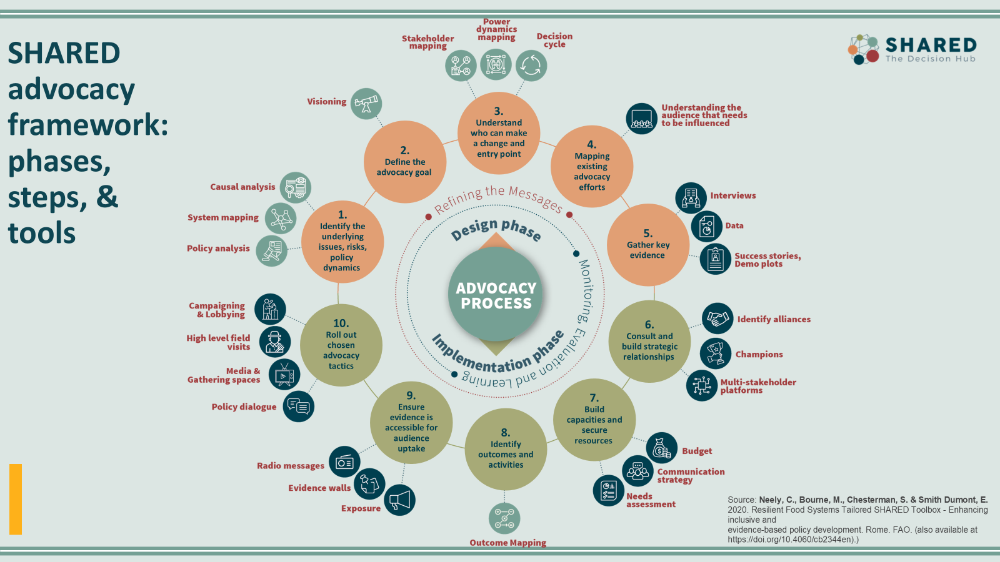 SHARED
advocacy
framework:
phases,
steps, &
tools
SHARED
The Decision Hub
ADVOCACY
PROCESS
Design phase
Implementation phase
Refining the Messages
Monitoring, Evaluation and Learning
1.
Identify the
underlying
issues, risks,
policy
dynamics
Causal analysis
System mapping
Policy analysis
2.
Define the
advocacy goal
Visioning
3.
Understand
who can make
a change and
entry point
Stakeholder
mapping
Power
dynamics
mapping
Decision
cycle
4.
Mapping
existing
advocacy
efforts
Understanding the
audience that needs
to be influenced
5.
Gather key
evidence
Interviews
Data
Success stories,
Demo plots
6.
Consult and
build strategic
relationships
Identify alliances
Champions
Multi-stakeholder
platforms
7.
Build
capacities and
secure
resources
Budget
Communication
strategy
Needs
assessment
8.
Identify
outcomes and
activities
Outcome Mapping
9.
Ensure
evidence is
accessible for
audience
uptake
Radio messages
Evidence walls
Exposure
10.
Roll out
chosen
advocacy
tactics
Campaigning
& Lobbying
High level field
visits
Media &
Gathering spaces
Policy dialogue
Source: Neely, C., Bourne, M., Chesterman, S. & Smith Dumont, E.
2020. Resilient Food Systems Tailored SHARED Toolbox - Enhancing
inclusive and
evidence-based policy development. Rome. FAO. (also available at
https://doi.org/10.4060/cb2344en).)